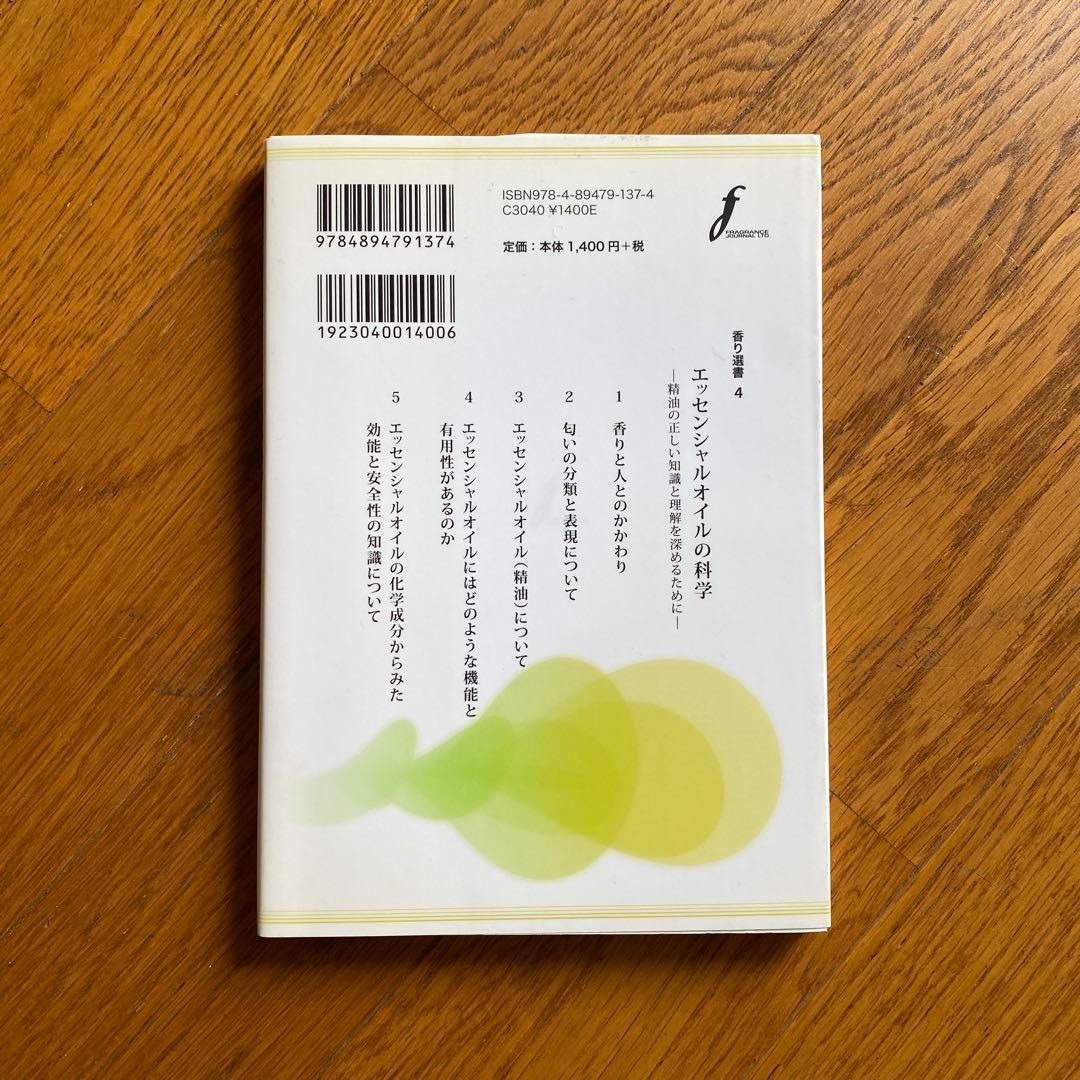 ISBN978-4-89479-137-4
C3040 ¥1400E
定価：本体 1,400 円＋税
9784894791374
1923040014006
f
FRAGRANCE
JOURNAL LTD.
香り選書 4
エッセンシャルオイルの科学
―精油の正しい知識と理解を深めるために―
1 香りと人とのかかわり
2 匂いの分類と表現について
3 エッセンシャルオイル（精油）について
4 エッセンシャルオイルにはどのような機能と
有用性があるのか
5 エッセンシャルオイルの化学成分からみた
効能と安全性の知識について